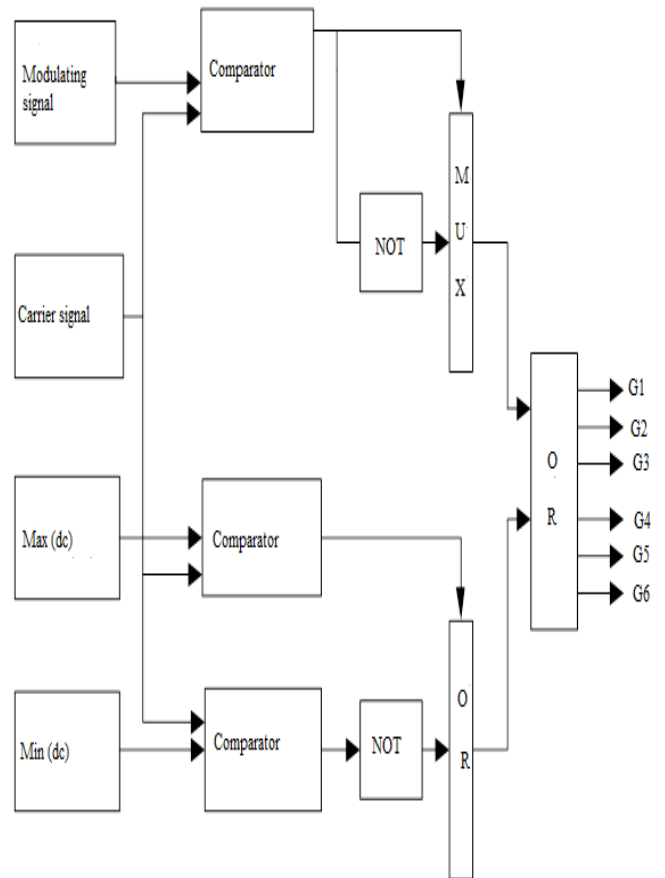 Modulating
signal
Comparator
M
U
X
NOT
Carrier signal
G1
G2
G3
O
R
G4
G5
G6
Max (dc)
Comparator
Min (dc)
Comparator
NOT
O
R